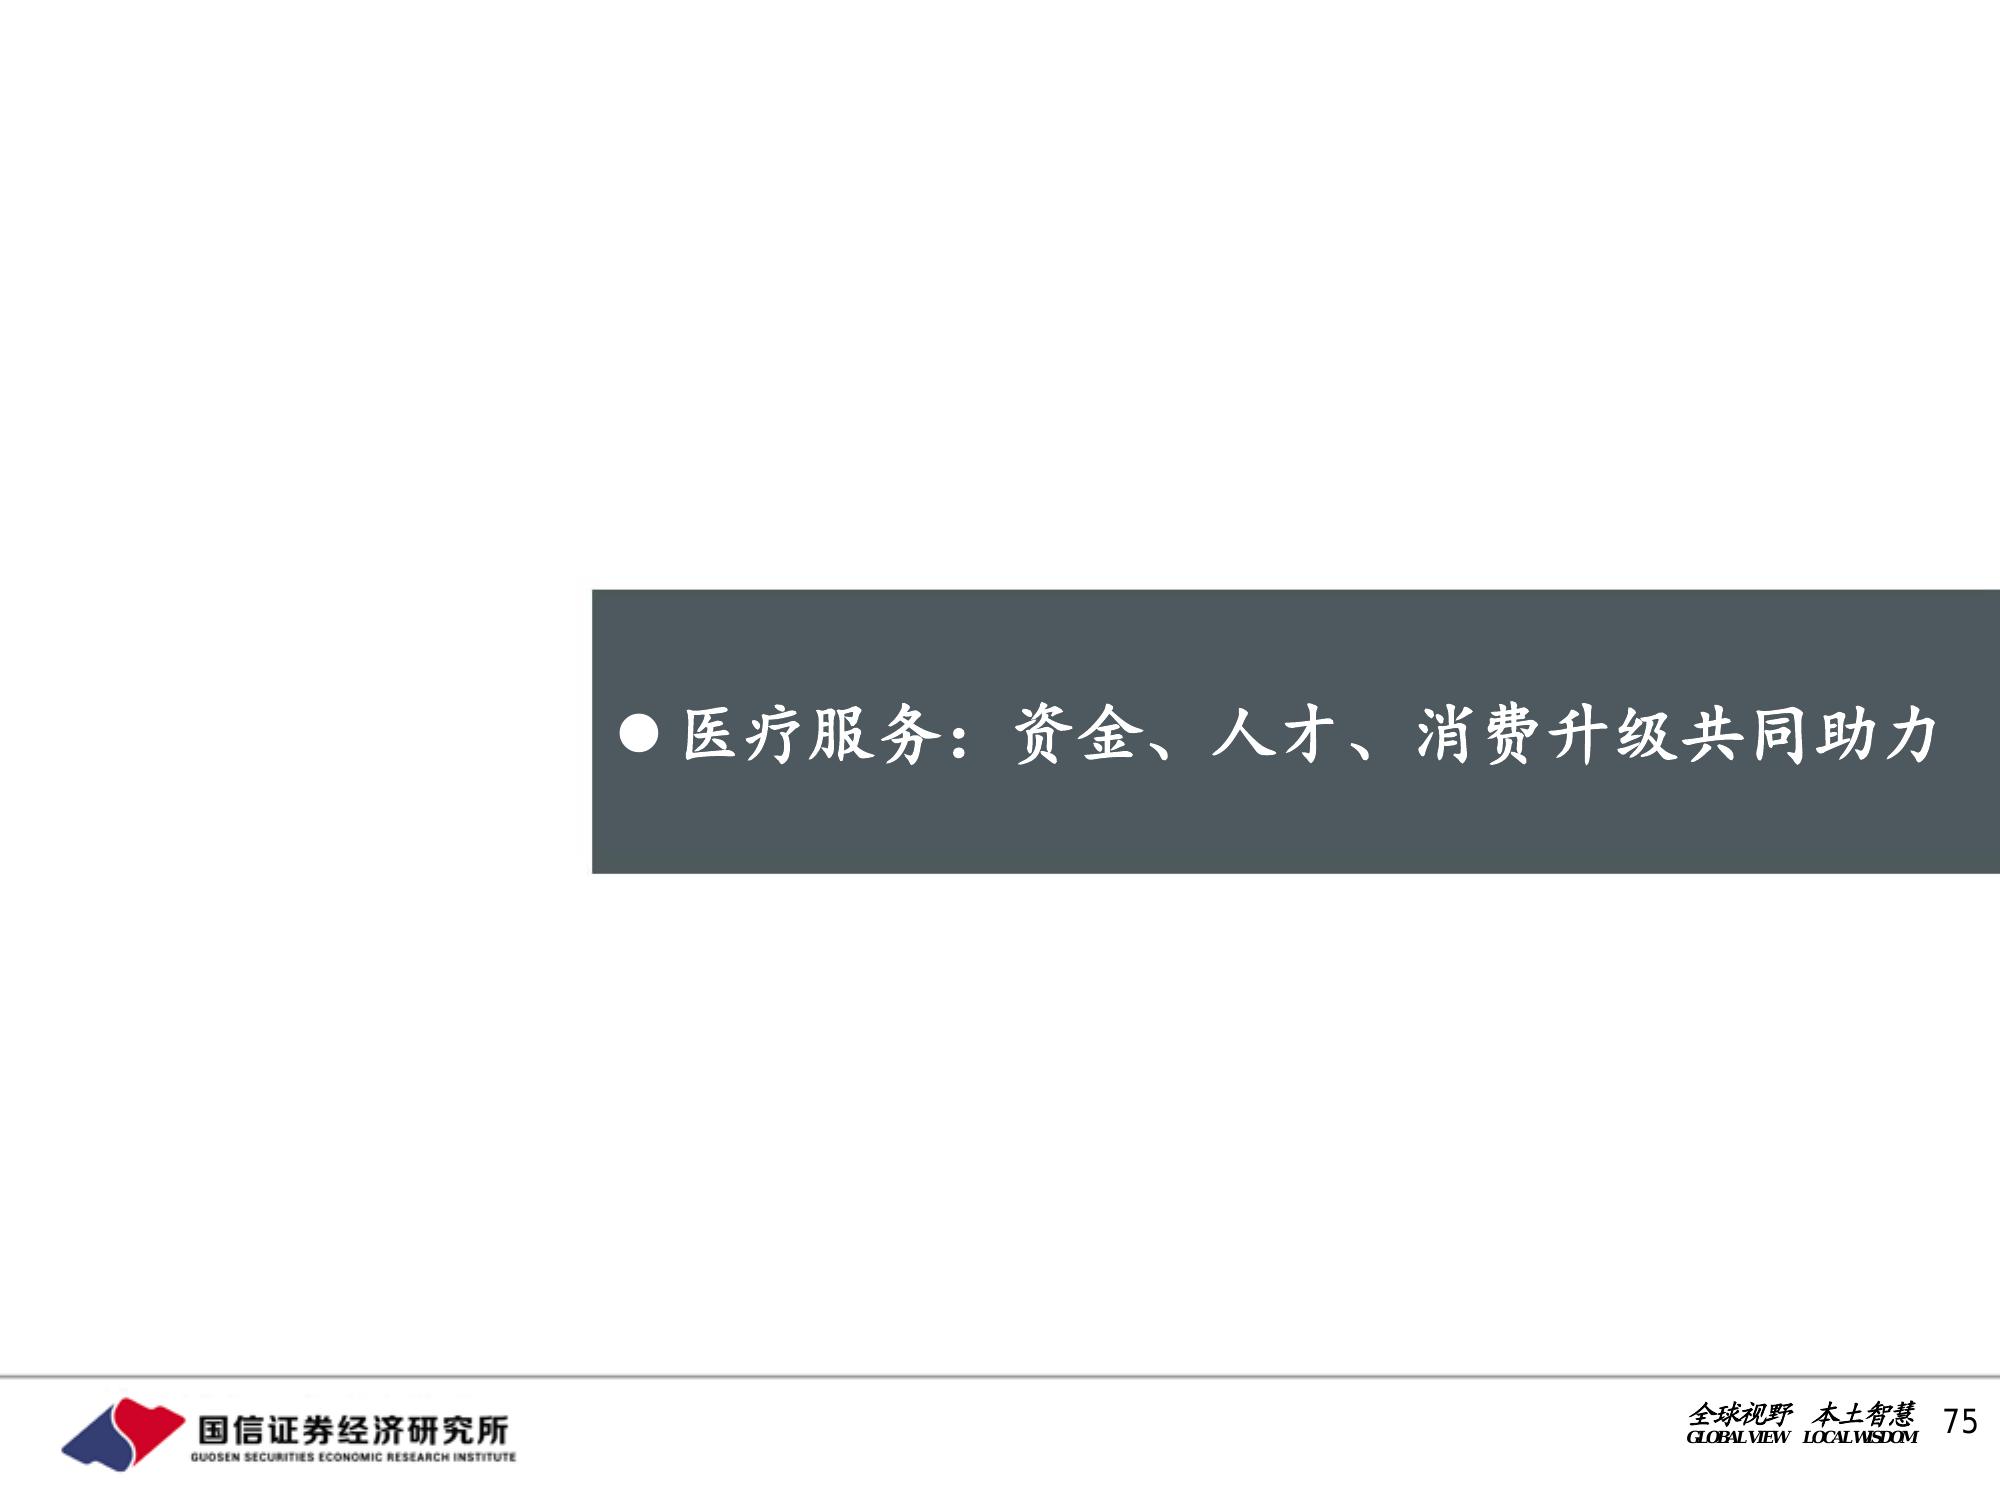 ● 医疗服务：资金、人才、消费升级共同助力
国信证券经济研究所
GUOSEN SECURITIES ECONOMIC RESEARCH INSTITUTE
全球视野 本土智慧
GLOBAL VIEW LOCAL WISDOM
75